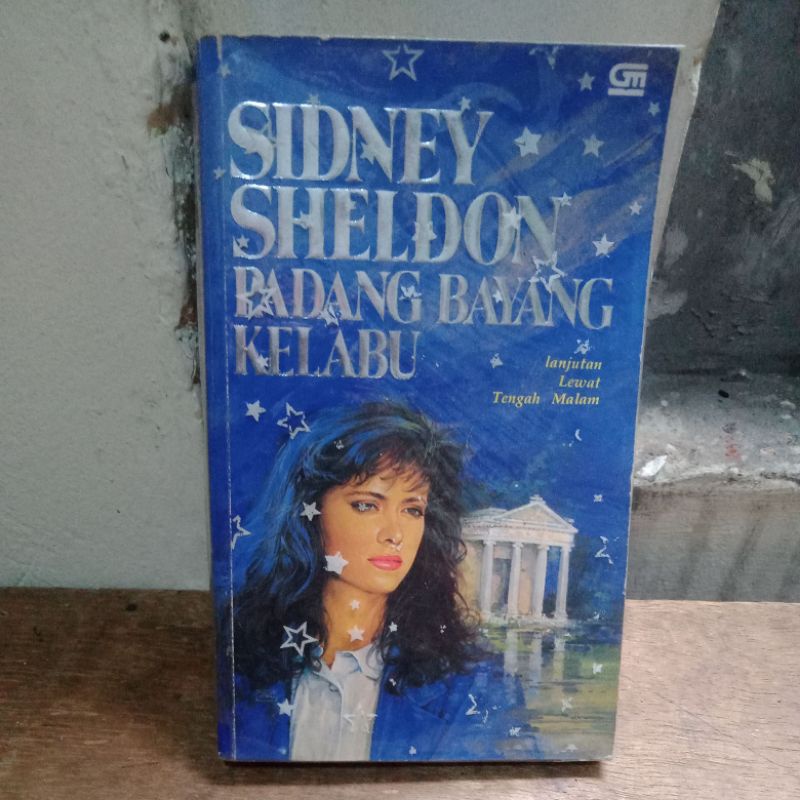 GM
SIDNEY
SHELDON
PADANG BAYANG
KELABU
lanjutan
Lewat
Tengah Malam